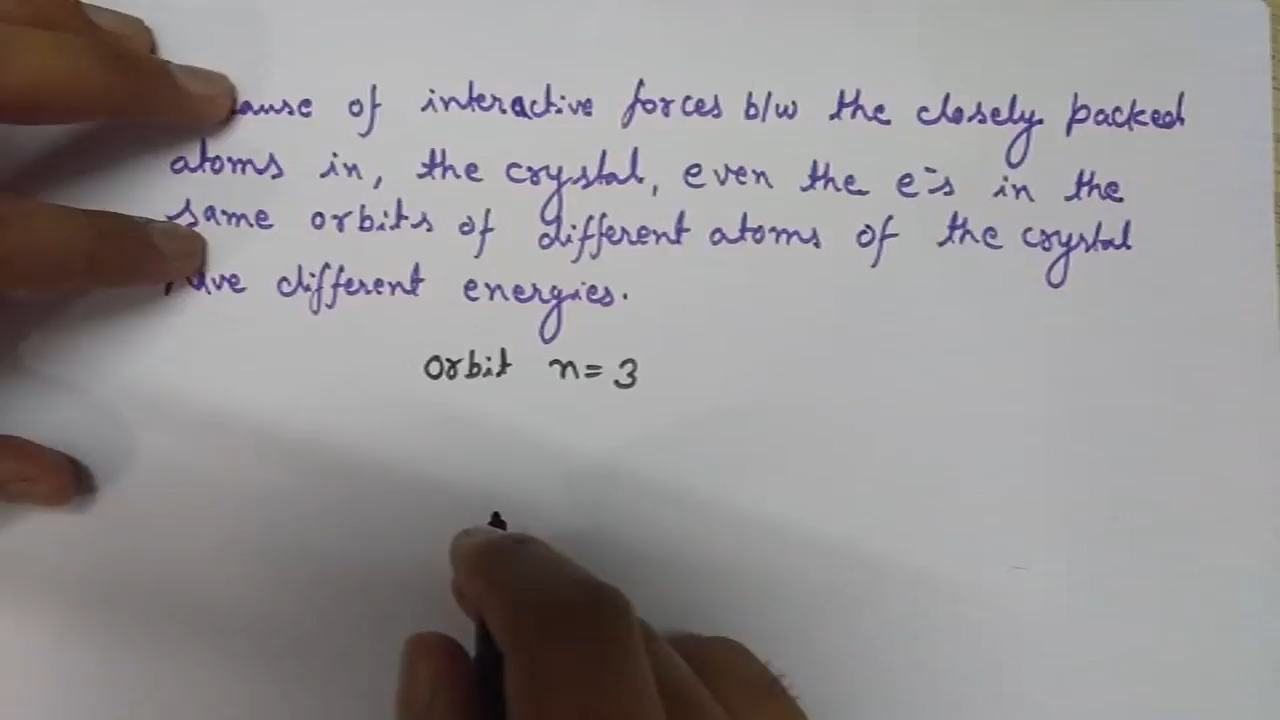 ause of interactive forces b/w the closely packed
atoms in, the crystal, even the e⁻s in the
same orbits of different atoms of the crystal
have different energies.
Orbit n=3